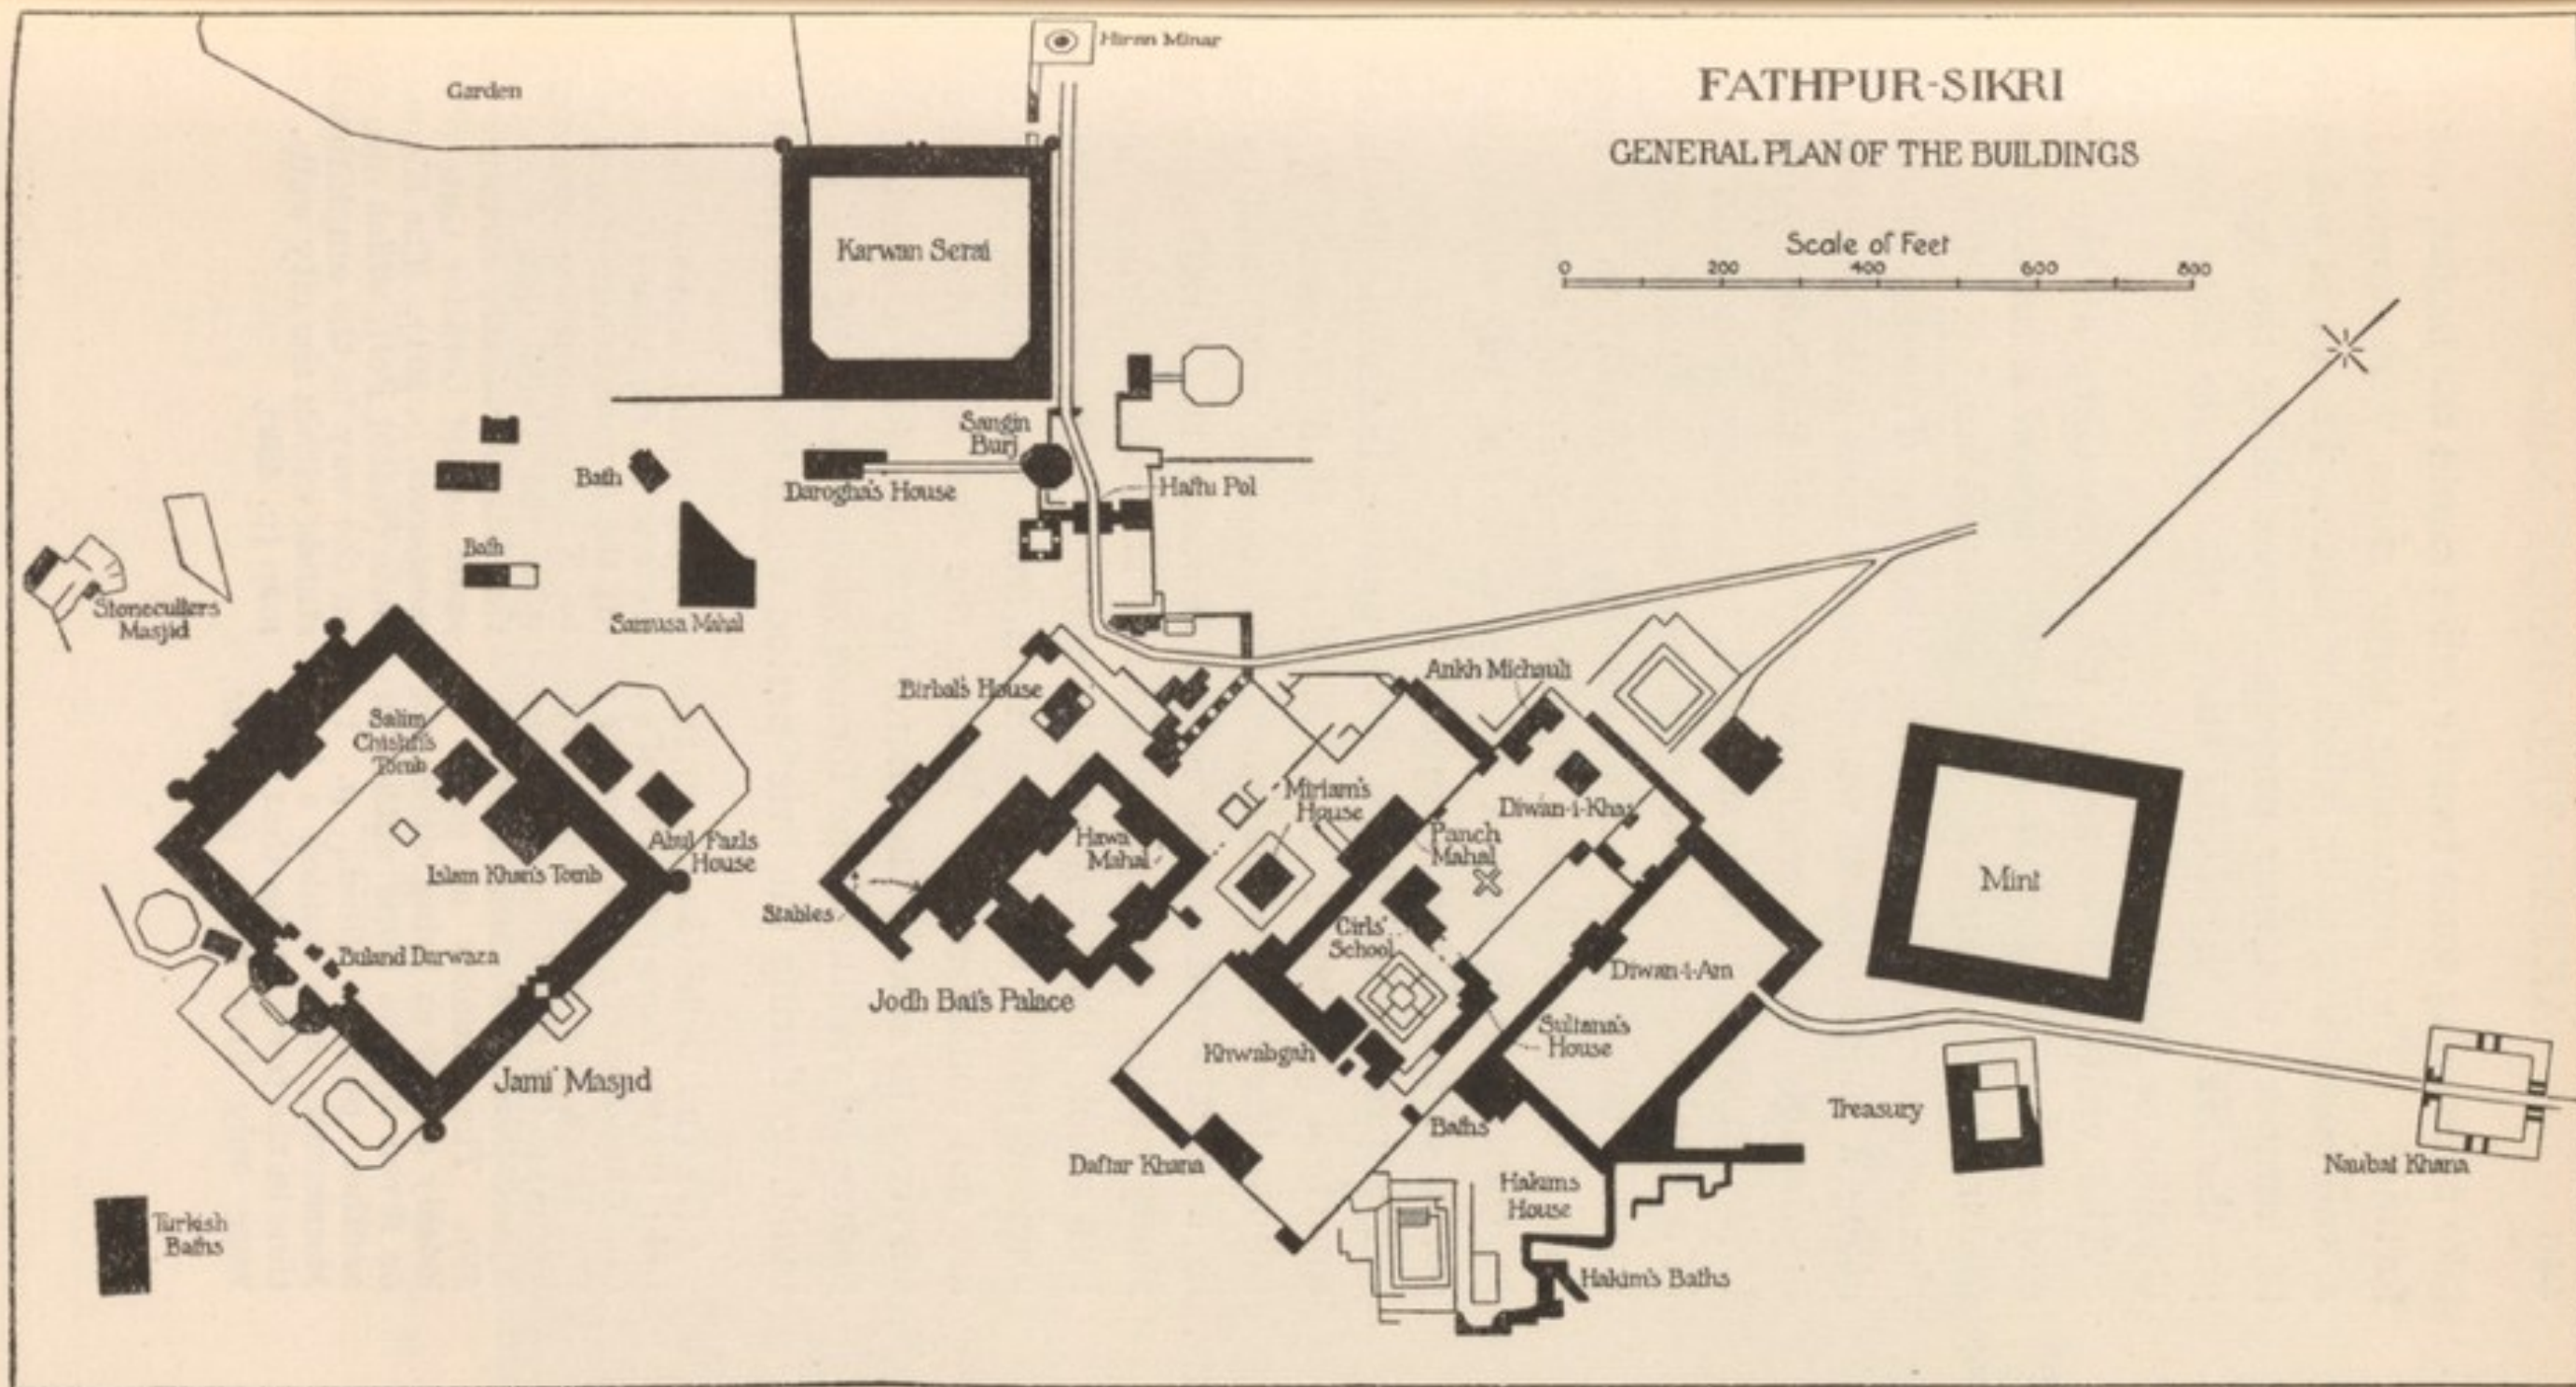 Hiran Minar
Garden
FATHPUR-SIKRI
GENERAL PLAN OF THE BUILDINGS
Scale of Feet
0 200 400 600 800
Karwan Serai
Sangin
Burj
Bath
Darogha's House
Hathi Pol
Bath
Stonecutters
Masjid
Samusa Mahal
Birbal's House
Ankh Michauli
Salim
Chishti's
Tomb
Miriam's
House
Diwan-i-Khas
Hawa
Mahal
Panch
Mahal
Abul Fazls
House
Islam Khan's Tomb
Mint
Stables
Girls'
School
Buland Darwaza
Diwan-i-Am
Jodh Bai's Palace
Sultana's
House
Khwabgah
Jami' Masjid
Treasury
Baths
Daftar Khana
Naubat Khana
Hakims
House
Turkish
Baths
Hakim's Baths